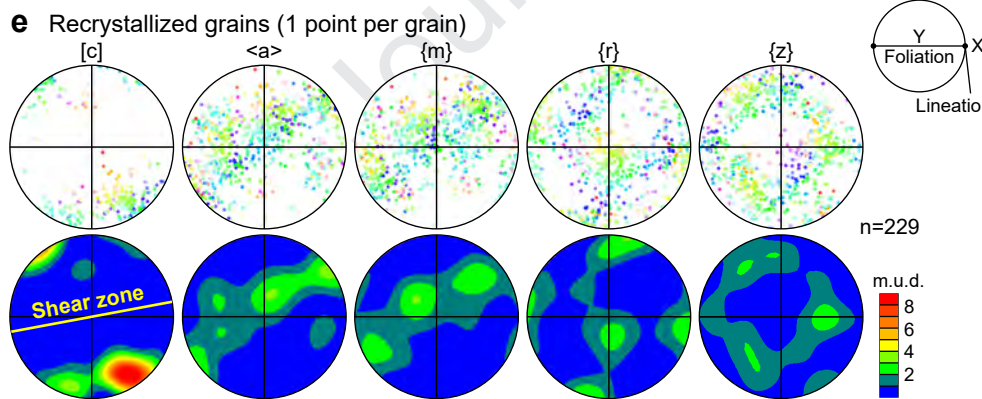 e Recrystallized grains (1 point per grain)
[c] <a> {m} {r} {z}
Y
X
Foliation
Lineatio
n=229
Shear zone
m.u.d.
8
6
4
2